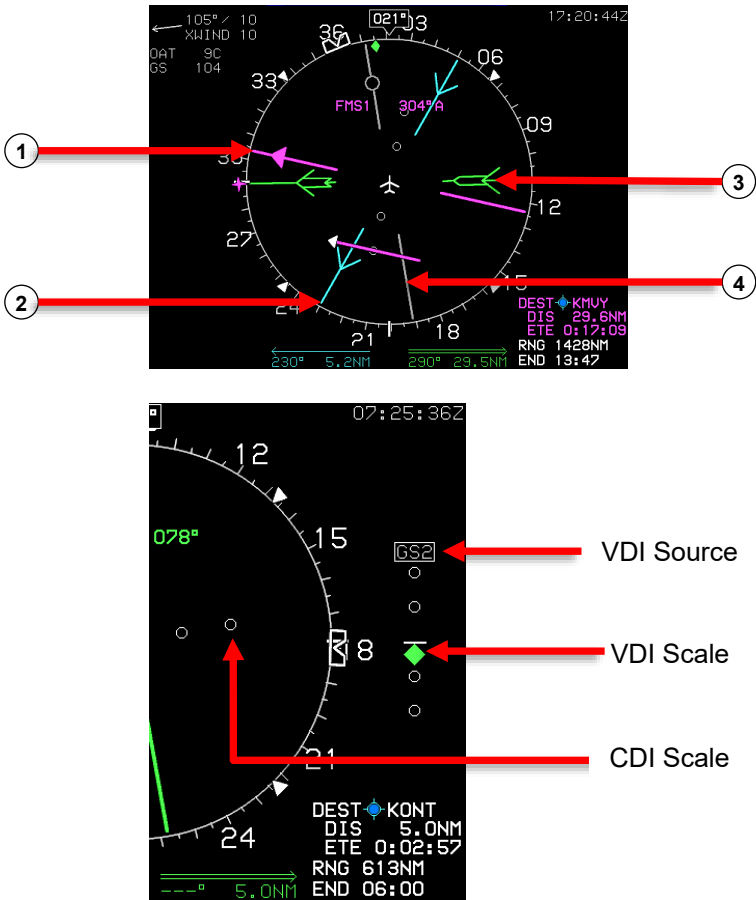 105°/ 10
XWIND 10
OAT 9C
GS 104
021°
17:20:44Z
36
03
06
33
FMS1 304°A
09
1
30
3
12
27
2
4
24
15
21
18
DEST KMVY
DIS 29.6NM
ETE 0:17:09
RNG 1428NM
END 13:47
230° 5.2NM
290° 29.5NM
07:25:36Z
12
078°
15
GS2
VDI Source
8
VDI Scale
21
CDI Scale
24
DEST KONT
DIS 5.0NM
ETE 0:02:57
RNG 613NM
END 06:00
---° 5.0NM